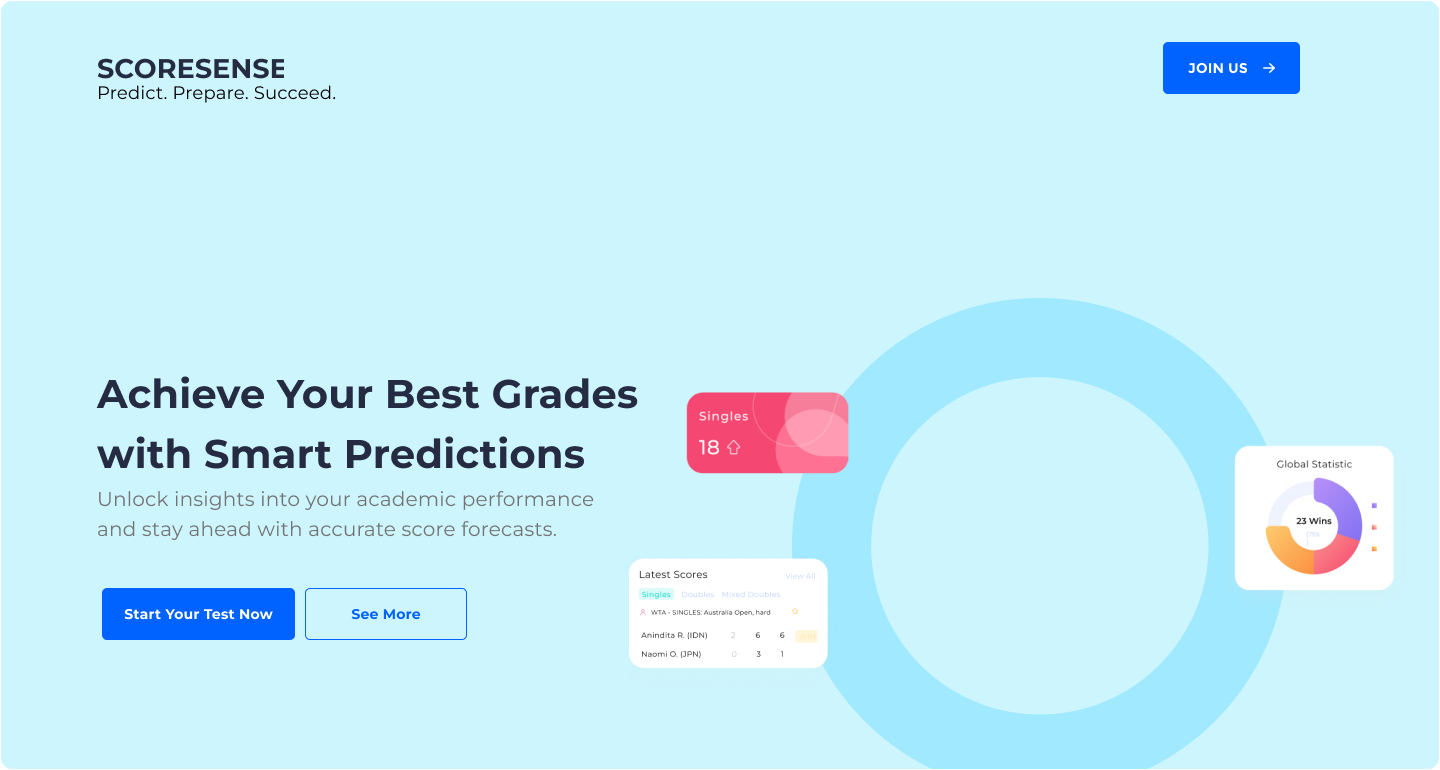 SCORESENSE
Predict. Prepare. Succeed.
JOIN US
Achieve Your Best Grades
with Smart Predictions
Unlock insights into your academic performance
and stay ahead with accurate score forecasts.
Start Your Test Now
See More
Singles
18
Latest Scores
View All
Singles Doubles Mixed Doubles
WTA - SINGLES: Australia Open, hard
Anindita R. (IDN) 2 6 6
Naomi O. (JPN) 0 3 1
Global Statistic
23 Wins